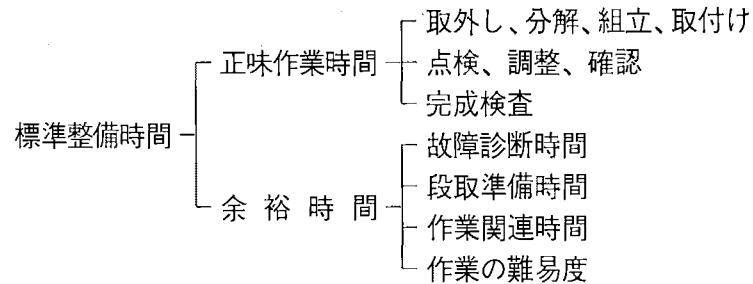 標準整備時間
正味作業時間
取外し、分解、組立、取付け
点検、調整、確認
完成検査
余裕時間
故障診断時間
段取準備時間
作業関連時間
作業の難易度